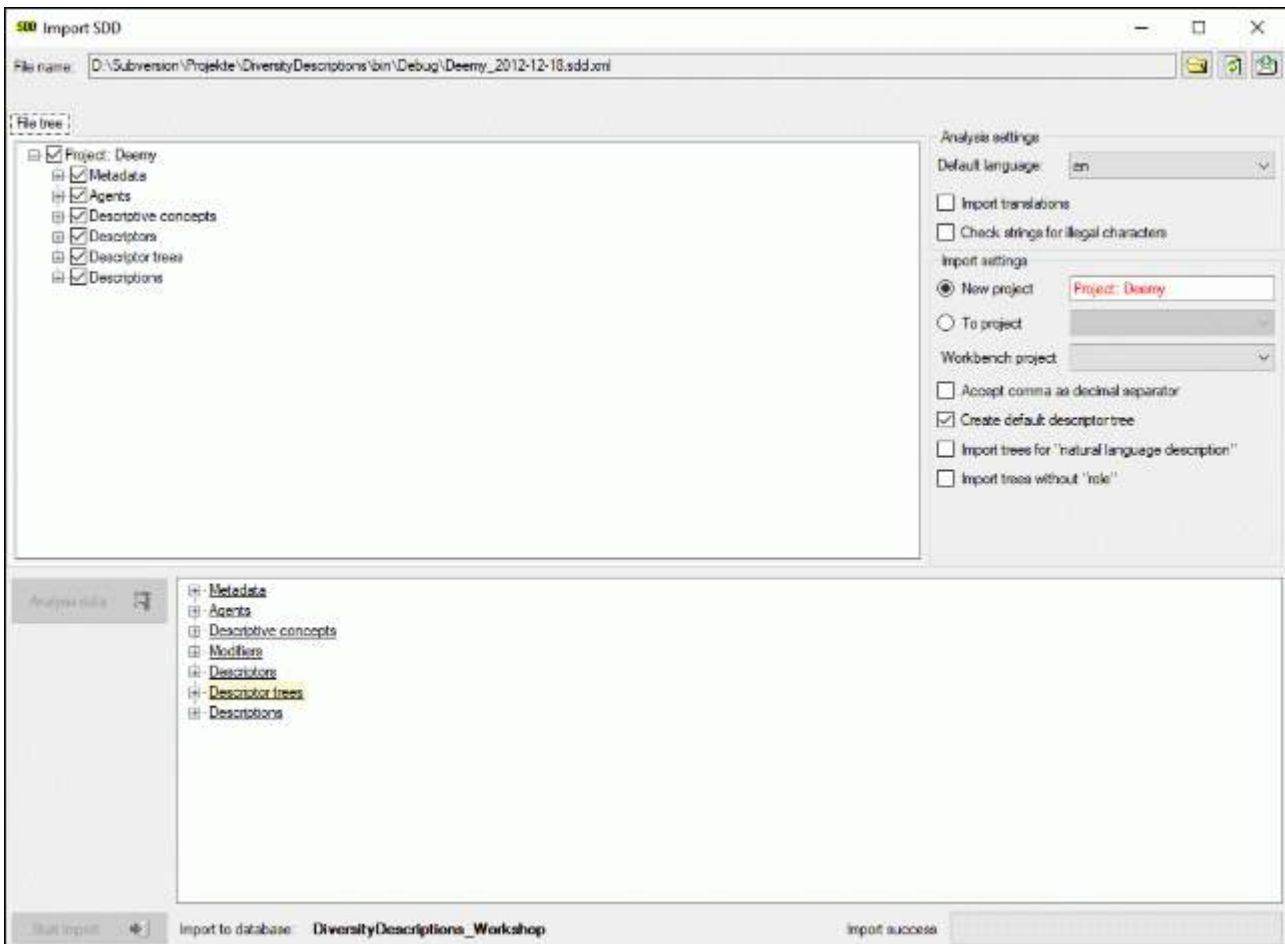 SDD Import SDD
File name: D:\Subversion\Projekte\DiversityDescriptions\bin\Debug\Deemy_2012-12-18.sdd.xml
File tree
Project: Deemy
Metadata
Agents
Descriptive concepts
Descriptors
Descriptor trees
Descriptions
Analysis settings
Default language: en
Import translations
Check strings for illegal characters
Import settings
New project Project: Deemy
To project
Workbench project
Accept comma as decimal separator
Create default descriptor tree
Import trees for "natural language description"
Import trees without "role"
Analyse data
Metadata
Agents
Descriptive concepts
Modifiers
Descriptors
Descriptor trees
Descriptions
Start import Import to database: DiversityDescriptions_Workshop Import success